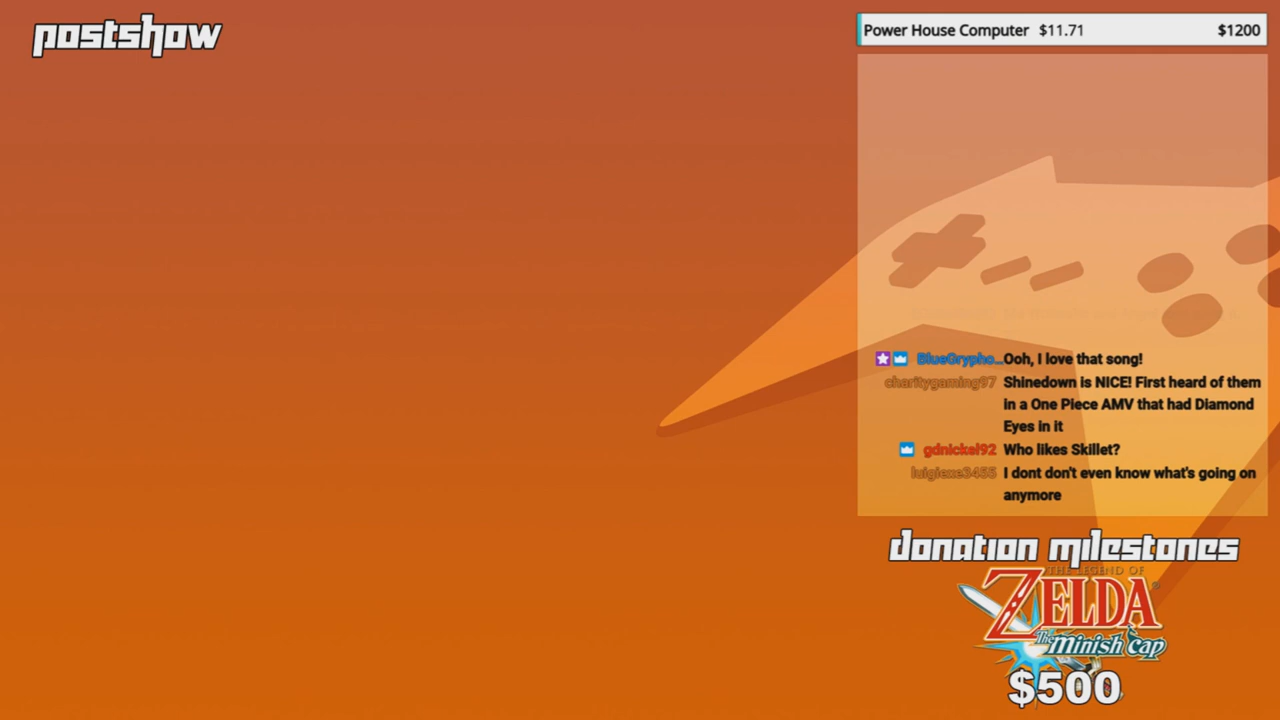 postshow
Power House Computer $11.71 $1200
BlueGrypho... Ooh, I love that song!
charitygaming97 Shinedown is NICE! First heard of them
in a One Piece AMV that had Diamond
Eyes in it
gdnickel92 Who likes Skillet?
luigieze3455 I dont don't even know what's going on
anymore
donation milestones
THE LEGEND OF
ZELDA
The Minish Cap
$500